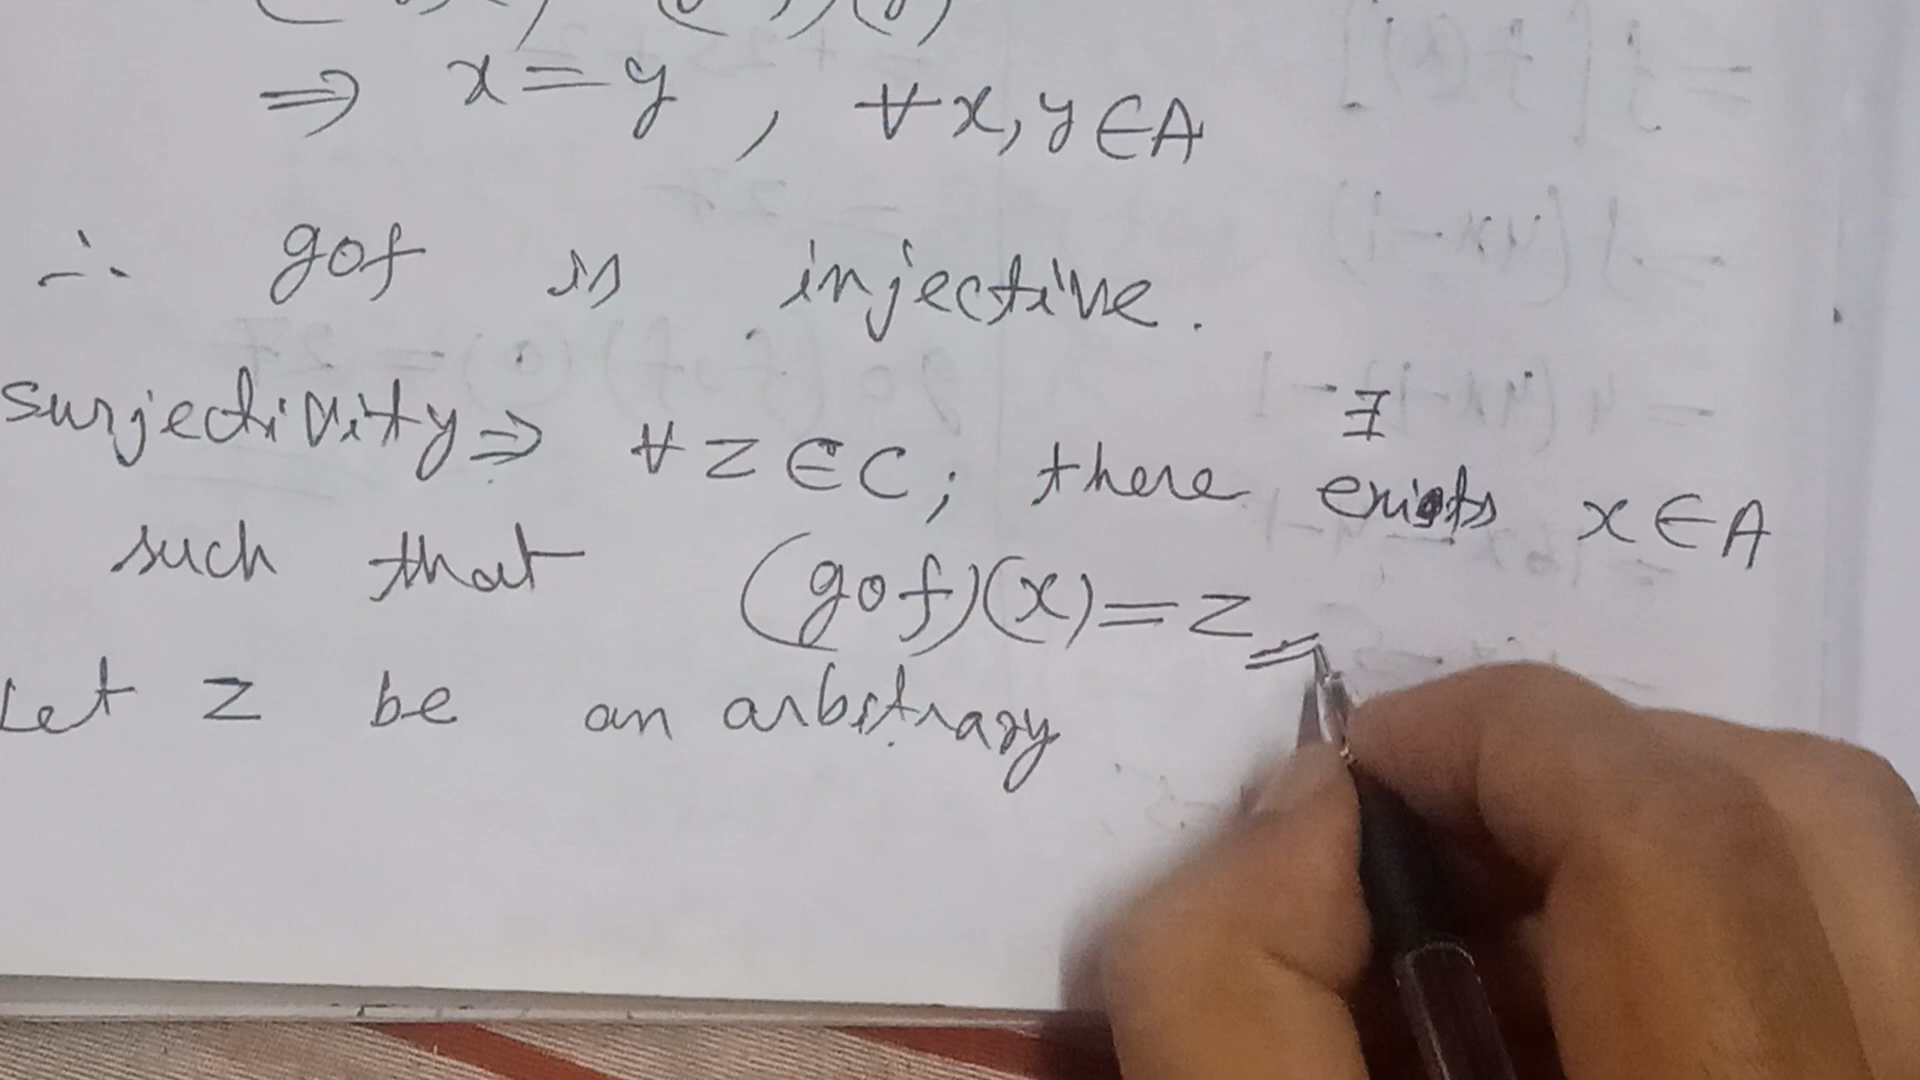 ⇒ x = y , ∀ x, y ∈ A
∴ gof is injective.
∃
surjectivity ⇒ ∀ z ∈ C ; there exists x ∈ A
such that (gof)(x) = z
Let z be an arbitrary